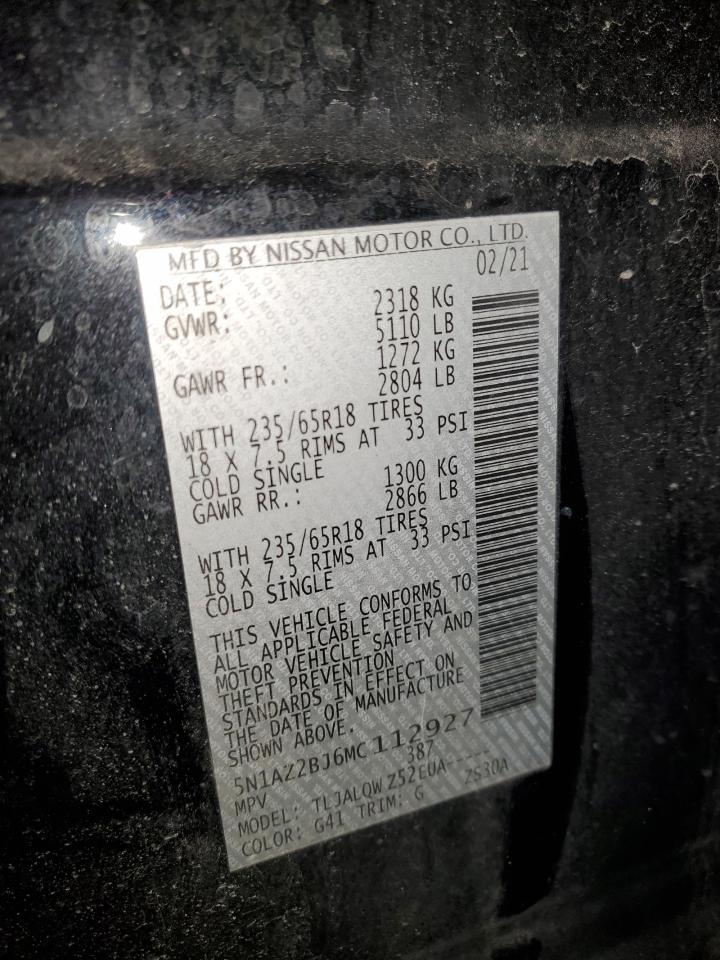 MFD BY NISSAN MOTOR CO., LTD.
DATE: 02/21
GVWR: 2318 KG
5110 LB
GAWR FR.: 1272 KG
2804 LB
WITH 235/65R18 TIRES
18 X 7.5 RIMS AT 33 PSI
COLD SINGLE
GAWR RR.: 1300 KG
2866 LB
WITH 235/65R18 TIRES
18 X 7.5 RIMS AT 33 PSI
COLD SINGLE
THIS VEHICLE CONFORMS TO
ALL APPLICABLE FEDERAL
MOTOR VEHICLE SAFETY AND
THEFT PREVENTION
STANDARDS IN EFFECT ON
THE DATE OF MANUFACTURE
SHOWN ABOVE.
5N1AZ2BJ6MC112927
MPV 387
MODEL: TLJALQW Z52EUA-----
COLOR: G41 TRIM: G ZS30A